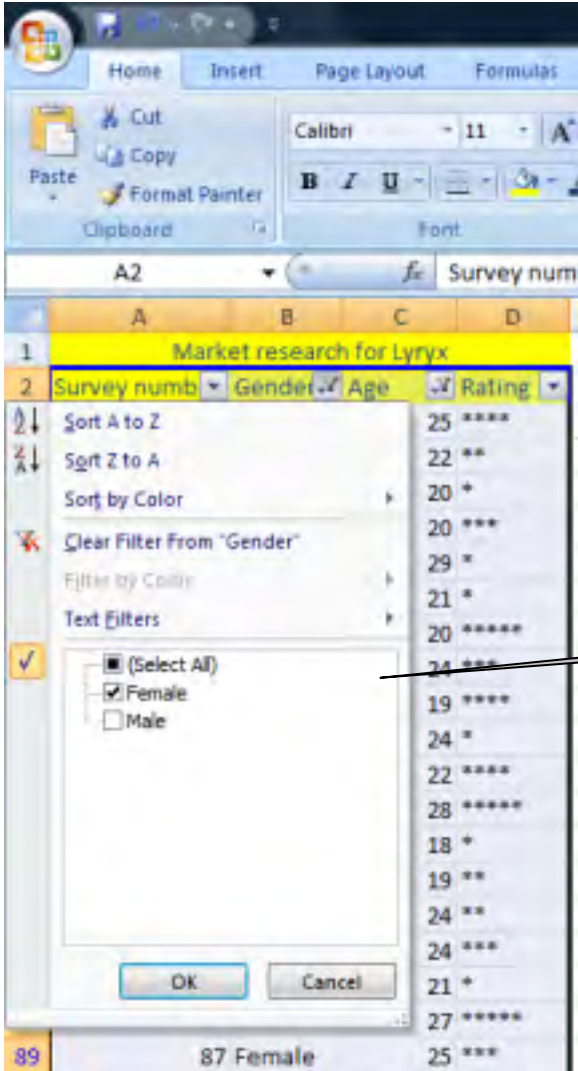 Home Insert Page Layout Formulas
Cut
Copy
Paste
Format Painter
Clipboard
Calibri 11 A
B I U
Font
A2 fx Survey num
A B C D
1 Market research for Lyryx
2 Survey numb Gender Age Rating
Sort A to Z 25 ****
Sort Z to A 22 **
Sort by Color 20 *
20 ***
Clear Filter From "Gender"
29 *
Filter by Color
21 *
Text Filters
20 *****
(Select All)
24 ***
Female
19 ****
Male
24 *
22 ****
28 *****
18 *
19 **
24 **
24 ***
OK Cancel 21 *
27 *****
89 87 Female 25 ***